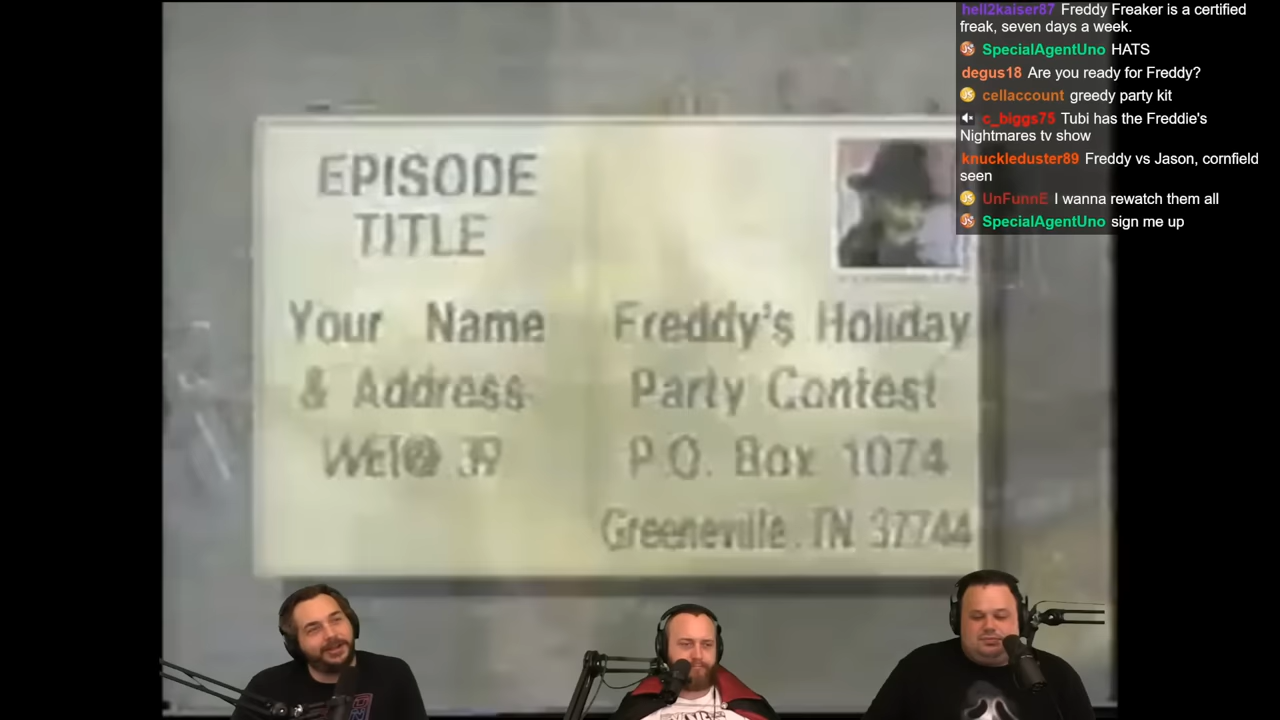 hell2kaiser87 Freddy Freaker is a certified
freak, seven days a week.
SpecialAgentUno HATS
degus18 Are you ready for Freddy?
cellaccount greedy party kit
c_biggs75 Tubi has the Freddie's
Nightmares tv show
knuckleduster89 Freddy vs Jason, cornfield
seen
UnFunnE I wanna rewatch them all
SpecialAgentUno sign me up
EPISODE
TITLE
Your Name
& Address
Freddy's Holiday
Party Contest
P.O. Box 1074
Greeneville, TN 37744